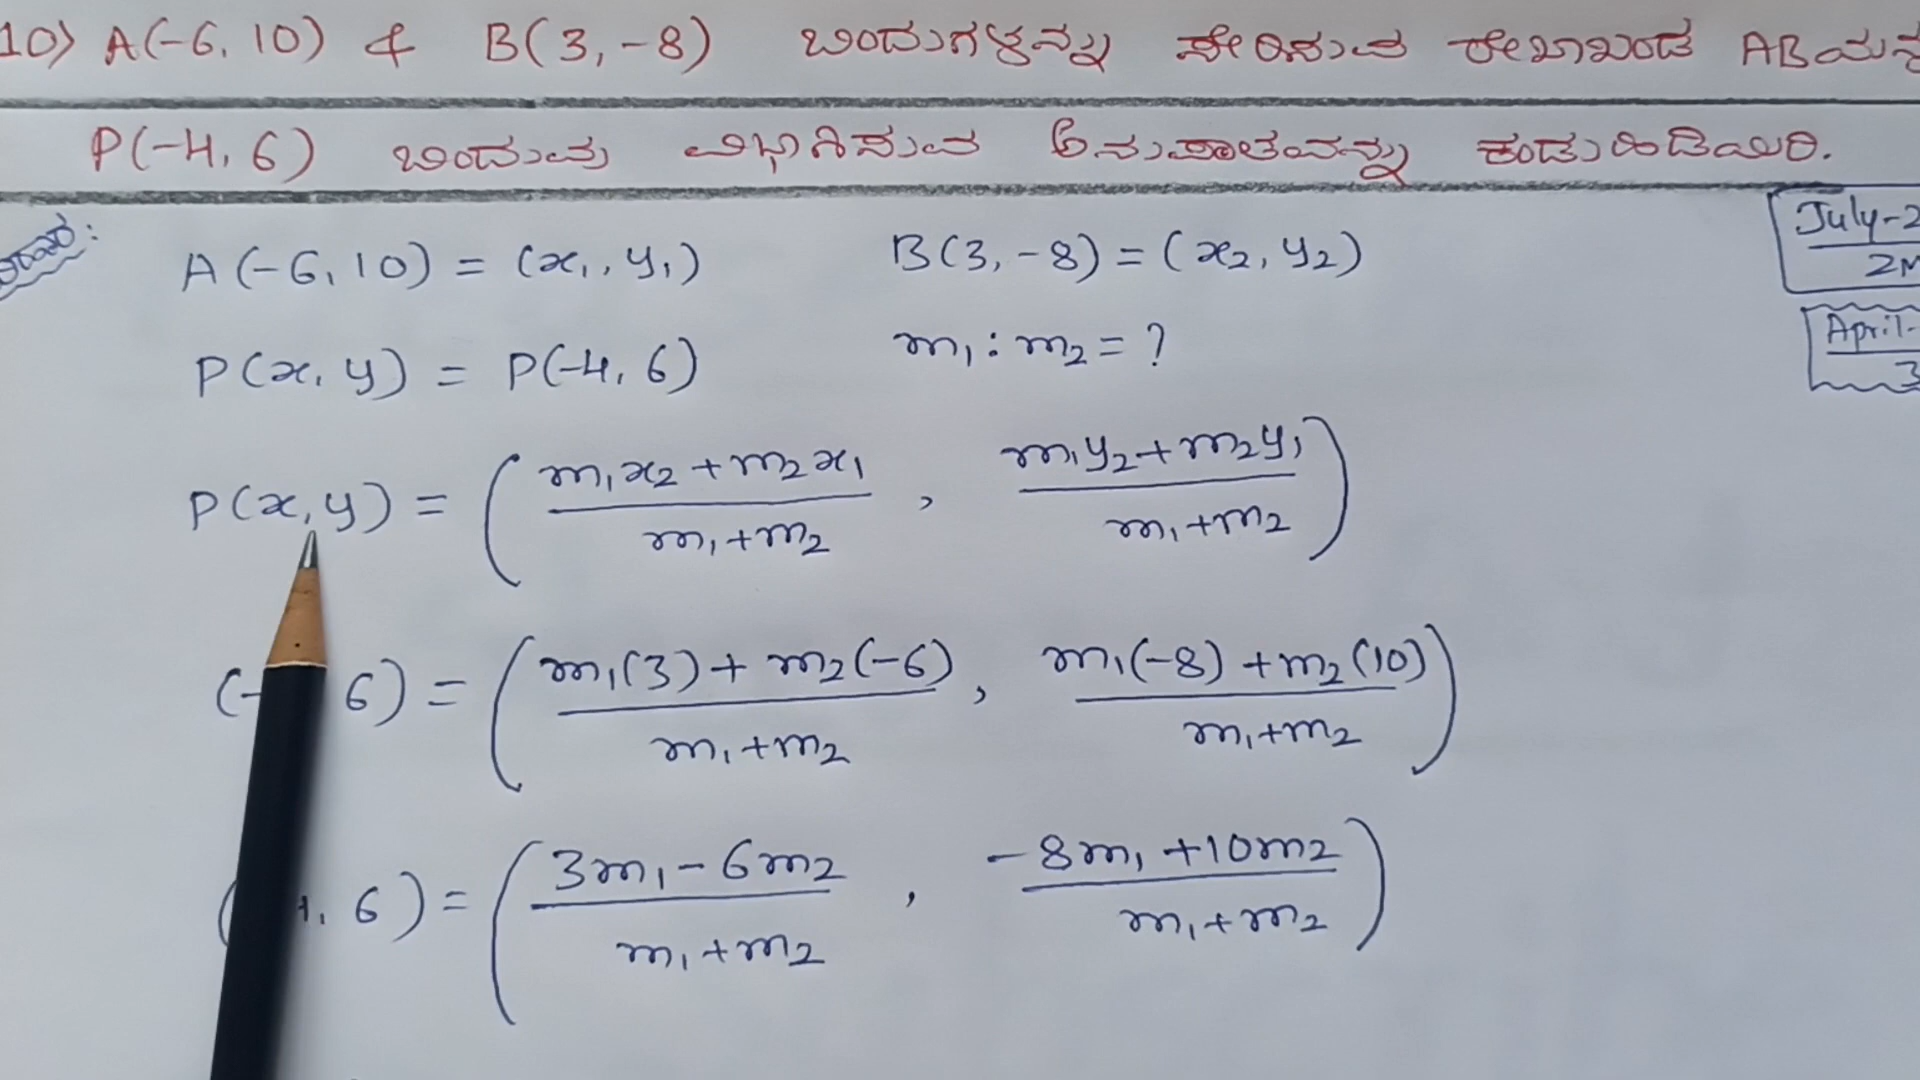 10) A(-6, 10) & B(3, -8) ಬಿಂದುಗಳನ್ನು ಸೇರಿಸುವ ರೇಖಾಖಂಡ AB ಯನ್ನ
P(-4, 6) ಬಿಂದುವು ವಿಭಾಗಿಸುವ ಅನುಪಾತವನ್ನು ಕಂಡುಹಿಡಿಯಿರಿ.
July-2
2M
April-
3
A(-6, 10) = (x₁, y₁) B(3, -8) = (x₂, y₂)
P(x, y) = P(-4, 6) m₁ : m₂ = ?
P(x, y) = ( (m₁x₂ + m₂x₁)/(m₁+m₂) , (m₁y₂ + m₂y₁)/(m₁+m₂) )
(- 6) = ( (m₁(3) + m₂(-6))/(m₁+m₂) , (m₁(-8) + m₂(10))/(m₁+m₂) )
( , 6) = ( (3m₁ - 6m₂)/(m₁+m₂) , (-8m₁ + 10m₂)/(m₁+m₂) )